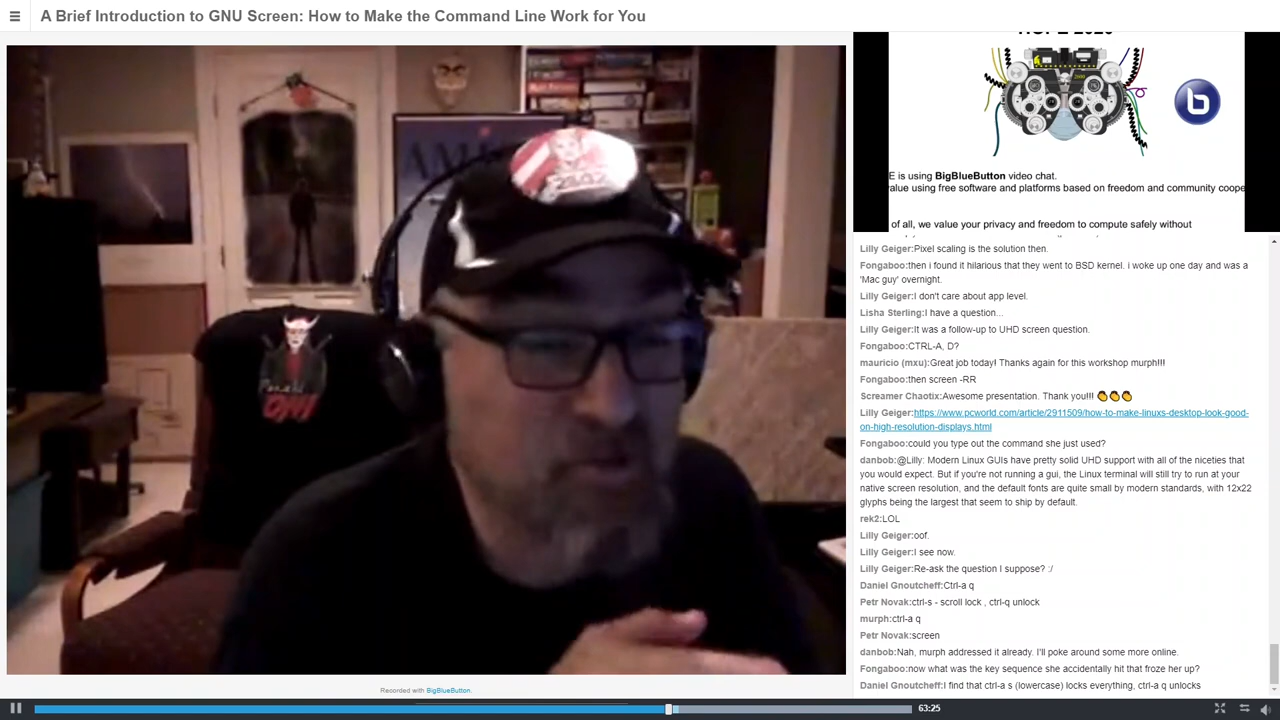 A Brief Introduction to GNU Screen: How to Make the Command Line Work for You
E is using BigBlueButton video chat.
alue using free software and platforms based on freedom and community coope
of all, we value your privacy and freedom to compute safely without
Lilly Geiger:Pixel scaling is the solution then.
Fongaboo:then i found it hilarious that they went to BSD kernel. i woke up one day and was a
'Mac guy' overnight.
Lilly Geiger:I don't care about app level.
Lisha Sterling:I have a question...
Lilly Geiger:It was a follow-up to UHD screen question.
Fongaboo:CTRL-A, D?
mauricio (mxu):Great job today! Thanks again for this workshop murph!!!
Fongaboo:then screen -RR
Screamer Chaotix:Awesome presentation. Thank you!!! 👏👏👏
Lilly Geiger:https://www.pcworld.com/article/2911509/how-to-make-linuxs-desktop-look-good-
on-high-resolution-displays.html
Fongaboo:could you type out the command she just used?
danbob:@Lilly: Modern Linux GUIs have pretty solid UHD support with all of the niceties that
you would expect. But if you're not running a gui, the Linux terminal will still try to run at your
native screen resolution, and the default fonts are quite small by modern standards, with 12x22
glyphs being the largest that seem to ship by default.
rek2:LOL
Lilly Geiger:oof.
Lilly Geiger:I see now.
Lilly Geiger:Re-ask the question I suppose? :/
Daniel Gnoutcheff:Ctrl-a q
Petr Novak:ctrl-s - scroll lock , ctrl-q unlock
murph:ctrl-a q
Petr Novak:screen
danbob:Nah, murph addressed it already. I'll poke around some more online.
Fongaboo:now what was the key sequence she accidentally hit that froze her up?
Daniel Gnoutcheff:I find that ctrl-a s (lowercase) locks everything, ctrl-a q unlocks
Recorded with BigBlueButton.
63:25